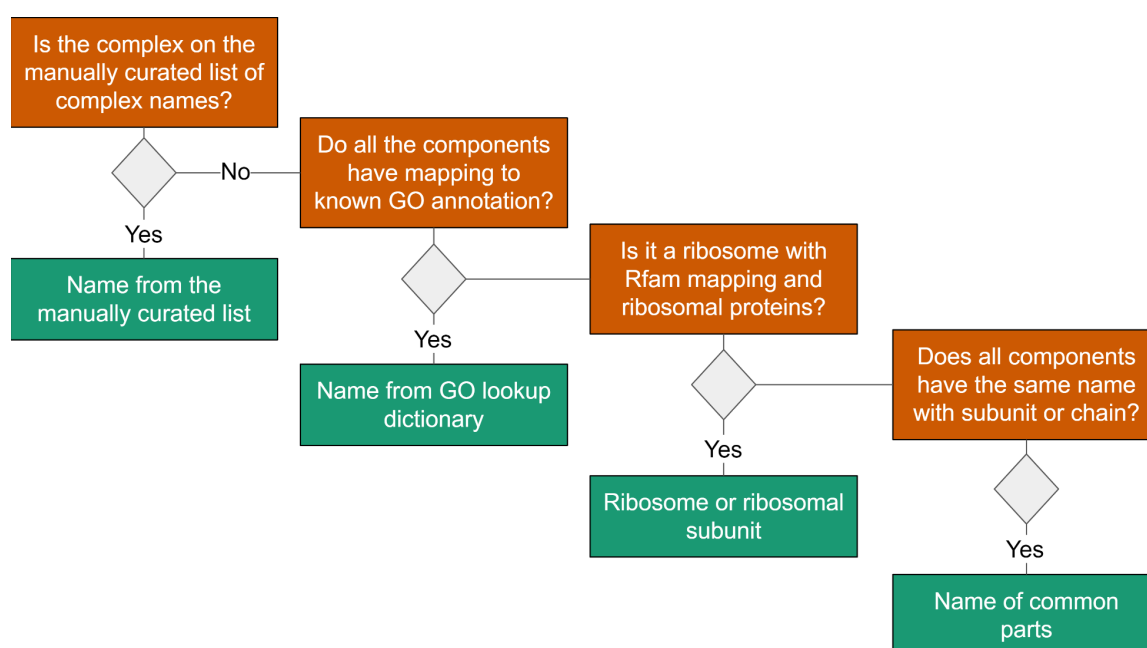 Is the complex on the
manually curated list of
complex names?
No
Yes
Name from the
manually curated list
Do all the components
have mapping to
known GO annotation?
Yes
Name from GO lookup
dictionary
Is it a ribosome with
Rfam mapping and
ribosomal proteins?
Yes
Ribosome or ribosomal
subunit
Does all components
have the same name
with subunit or chain?
Yes
Name of common
parts